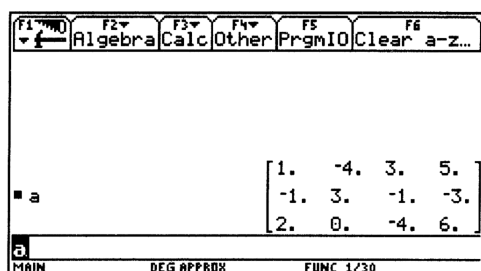 F1 F2 F3 F4 F5 F6
Algebra Calc Other PrgmIO Clear a-z…
1. -4. 3. 5.
a -1. 3. -1. -3.
2. 0. -4. 6.
a
MAIN DEG APPROX FUNC 1/30